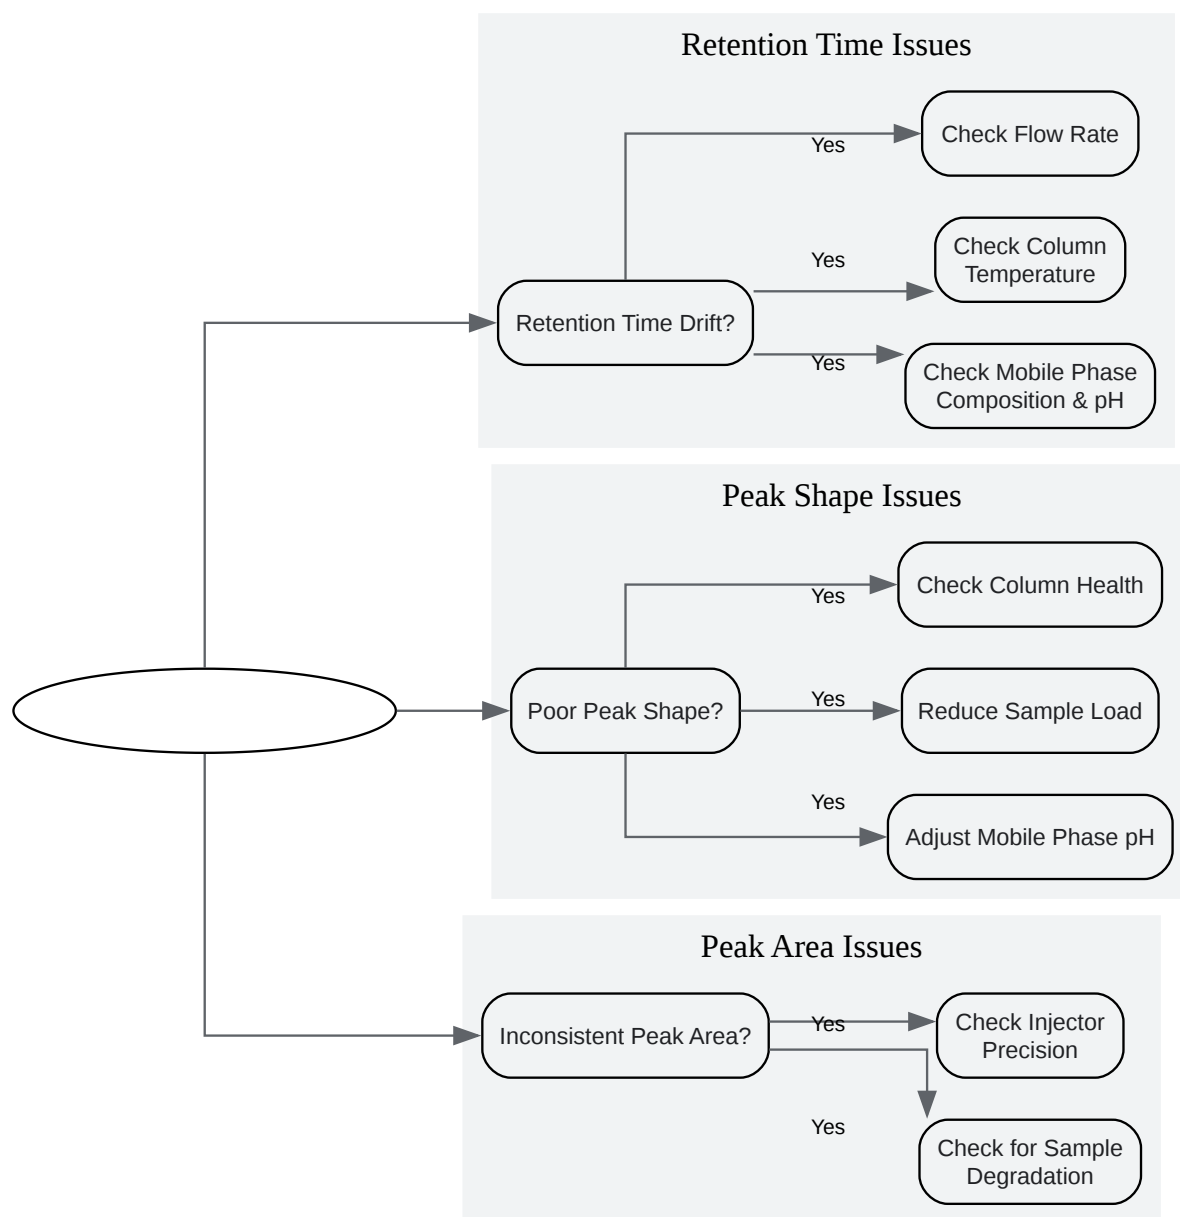 Retention Time Issues
Yes
Check Flow Rate
Yes
Check Column
Temperature
Retention Time Drift?
Yes
Check Mobile Phase
Composition & pH
Peak Shape Issues
Yes
Check Column Health
Poor Peak Shape?
Yes
Reduce Sample Load
Yes
Adjust Mobile Phase pH
Peak Area Issues
Inconsistent Peak Area?
Yes
Check Injector
Precision
Yes
Check for Sample
Degradation